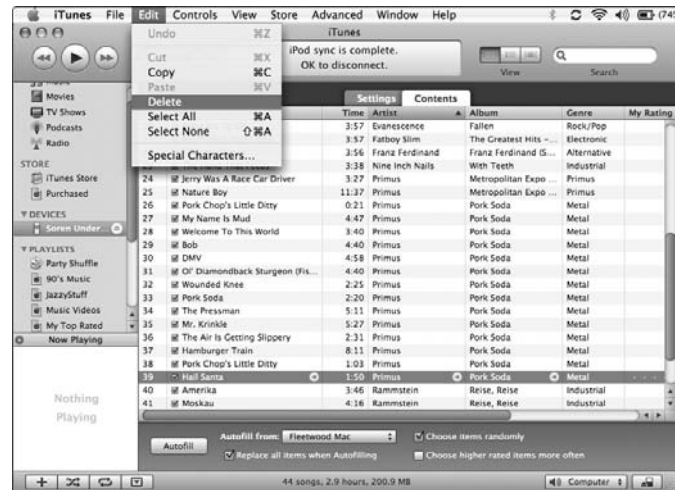 iTunes File Edit Controls View Store Advanced Window Help
iTunes
Undo ⌘Z
Cut ⌘X
Copy ⌘C
Paste ⌘V
Delete
Select All ⌘A
Select None ⇧⌘A
Special Characters...
iPod sync is complete.
OK to disconnect.
View
Search
Movies
TV Shows
Podcasts
Radio
STORE
iTunes Store
Purchased
DEVICES
Soren Under...
PLAYLISTS
Party Shuffle
90's Music
JazzyStuff
Music Videos
My Top Rated
Now Playing
Nothing
Playing
Settings Contents
Time Artist Album Genre My Rating
3:57 Evanescence Fallen Rock/Pop
3:57 Fatboy Slim The Greatest Hits –... Electronic
3:56 Franz Ferdinand Franz Ferdinand (S... Alternative
3:38 Nine Inch Nails With Teeth Industrial
24 Jerry Was A Race Car Driver 3:27 Primus Metropolitan Expo ... Primus
25 Nature Boy 11:37 Primus Metropolitan Expo ... Primus
26 Pork Chop's Little Ditty 0:21 Primus Pork Soda Metal
27 My Name Is Mud 4:47 Primus Pork Soda Metal
28 Welcome To This World 3:40 Primus Pork Soda Metal
29 Bob 4:40 Primus Pork Soda Metal
30 DMV 4:58 Primus Pork Soda Metal
31 Ol' Diamondback Sturgeon (Fis... 4:40 Primus Pork Soda Metal
32 Wounded Knee 2:25 Primus Pork Soda Metal
33 Pork Soda 2:20 Primus Pork Soda Metal
34 The Pressman 5:11 Primus Pork Soda Metal
35 Mr. Krinkle 5:27 Primus Pork Soda Metal
36 The Air Is Getting Slippery 2:31 Primus Pork Soda Metal
37 Hamburger Train 8:11 Primus Pork Soda Metal
38 Pork Chop's Little Ditty 1:03 Primus Pork Soda Metal
39 Hail Santa 1:50 Primus Pork Soda Metal
40 Amerika 3:46 Rammstein Reise, Reise Industrial
41 Moskau 4:16 Rammstein Reise, Reise Industrial
Autofill
Autofill from: Fleetwood Mac
Choose items randomly
Replace all items when Autofilling
Choose higher rated items more often
44 songs, 2.9 hours, 200.9 MB
Computer